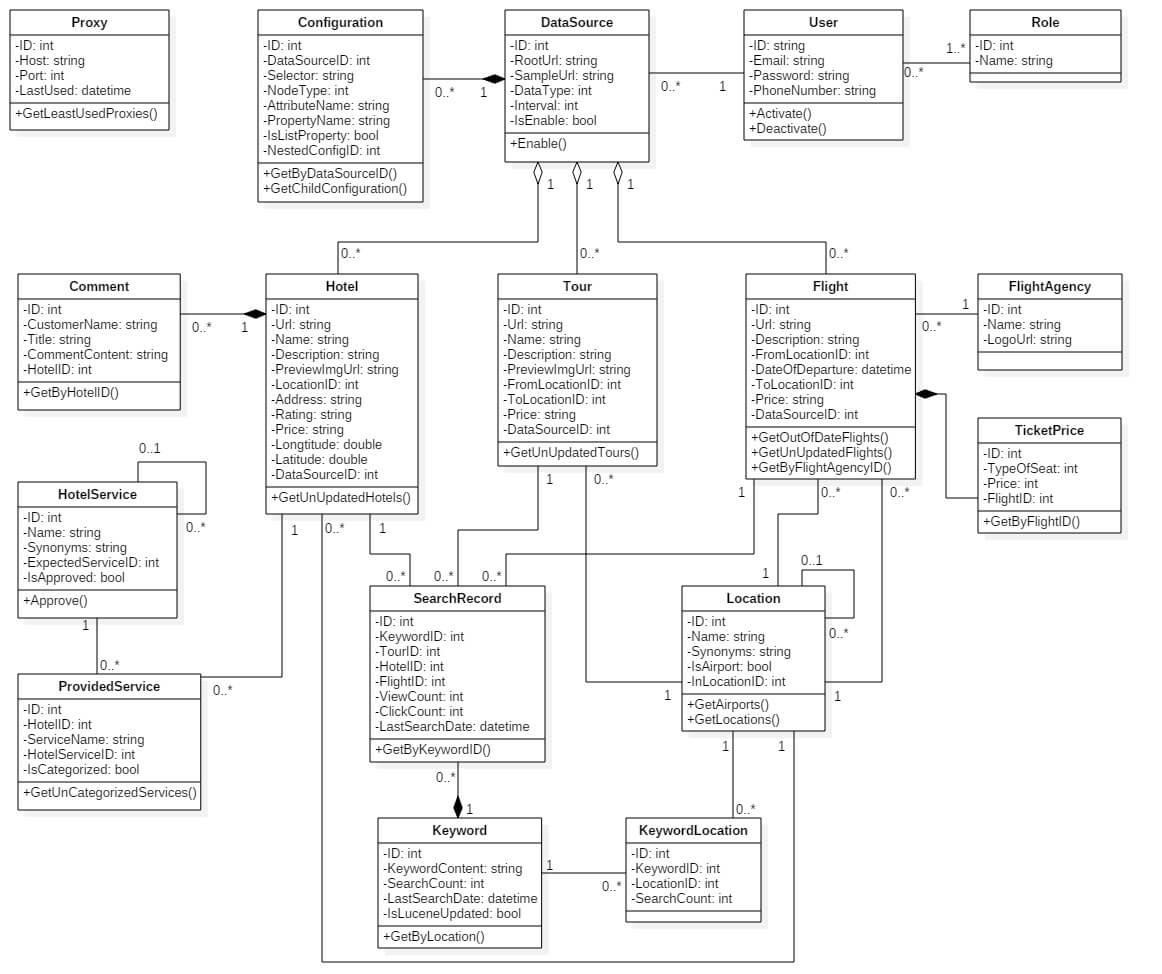 Proxy
-ID: int
-Host: string
-Port: int
-LastUsed: datetime
+GetLeastUsedProxies()
Configuration
-ID: int
-DataSourceID: int
-Selector: string
-NodeType: int
-AttributeName: string
-PropertyName: string
-IsListProperty: bool
-NestedConfigID: int
+GetByDataSourceID()
+GetChildConfiguration()
0..*
1
DataSource
-ID: int
-RootUrl: string
-SampleUrl: string
-DataType: int
-Interval: int
-IsEnable: bool
+Enable()
0..*
1
User
-ID: string
-Email: string
-Password: string
-PhoneNumber: string
+Activate()
+Deactivate()
1..*
0..*
Role
-ID: int
-Name: string
1
1
1
0..*
0..*
0..*
Comment
-ID: int
-CustomerName: string
-Title: string
-CommentContent: string
-HotelID: int
+GetByHotelID()
0..*
1
Hotel
-ID: int
-Url: string
-Name: string
-Description: string
-PreviewImgUrl: string
-LocationID: int
-Address: string
-Rating: string
-Price: string
-Longtitude: double
-Latitude: double
-DataSourceID: int
+GetUnUpdatedHotels()
Tour
-ID: int
-Url: string
-Name: string
-Description: string
-PreviewImgUrl: string
-FromLocationID: int
-ToLocationID: int
-Price: string
-DataSourceID: int
+GetUnUpdatedTours()
Flight
-ID: int
-Url: string
-Description: string
-FromLocationID: int
-DateOfDeparture: datetime
-ToLocationID: int
-Price: string
-DataSourceID: int
+GetOutOfDateFlights()
+GetUnUpdatedFlights()
+GetByFlightAgencyID()
1
0..*
FlightAgency
-ID: int
-Name: string
-LogoUrl: string
TicketPrice
-ID: int
-TypeOfSeat: int
-Price: int
-FlightID: int
+GetByFlightID()
0..1
0..*
HotelService
-ID: int
-Name: string
-Synonyms: string
-ExpectedServiceID: int
-IsApproved: bool
+Approve()
1
0..*
1
0..*
1
1
0..*
1
0..*
0..*
0..*
0..*
0..*
1
0..1
0..*
0..*
ProvidedService
-ID: int
-HotelID: int
-ServiceName: string
-HotelServiceID: int
-IsCategorized: bool
+GetUnCategorizedServices()
SearchRecord
-ID: int
-KeywordID: int
-TourID: int
-HotelID: int
-FlightID: int
-ViewCount: int
-ClickCount: int
-LastSearchDate: datetime
+GetByKeywordID()
1
Location
-ID: int
-Name: string
-Synonyms: string
-IsAirport: bool
-InLocationID: int
+GetAirports()
+GetLocations()
1
1
1
0..*
1
0..*
Keyword
-ID: int
-KeywordContent: string
-SearchCount: int
-LastSearchDate: datetime
-IsLuceneUpdated: bool
+GetByLocation()
1
0..*
KeywordLocation
-ID: int
-KeywordID: int
-LocationID: int
-SearchCount: int